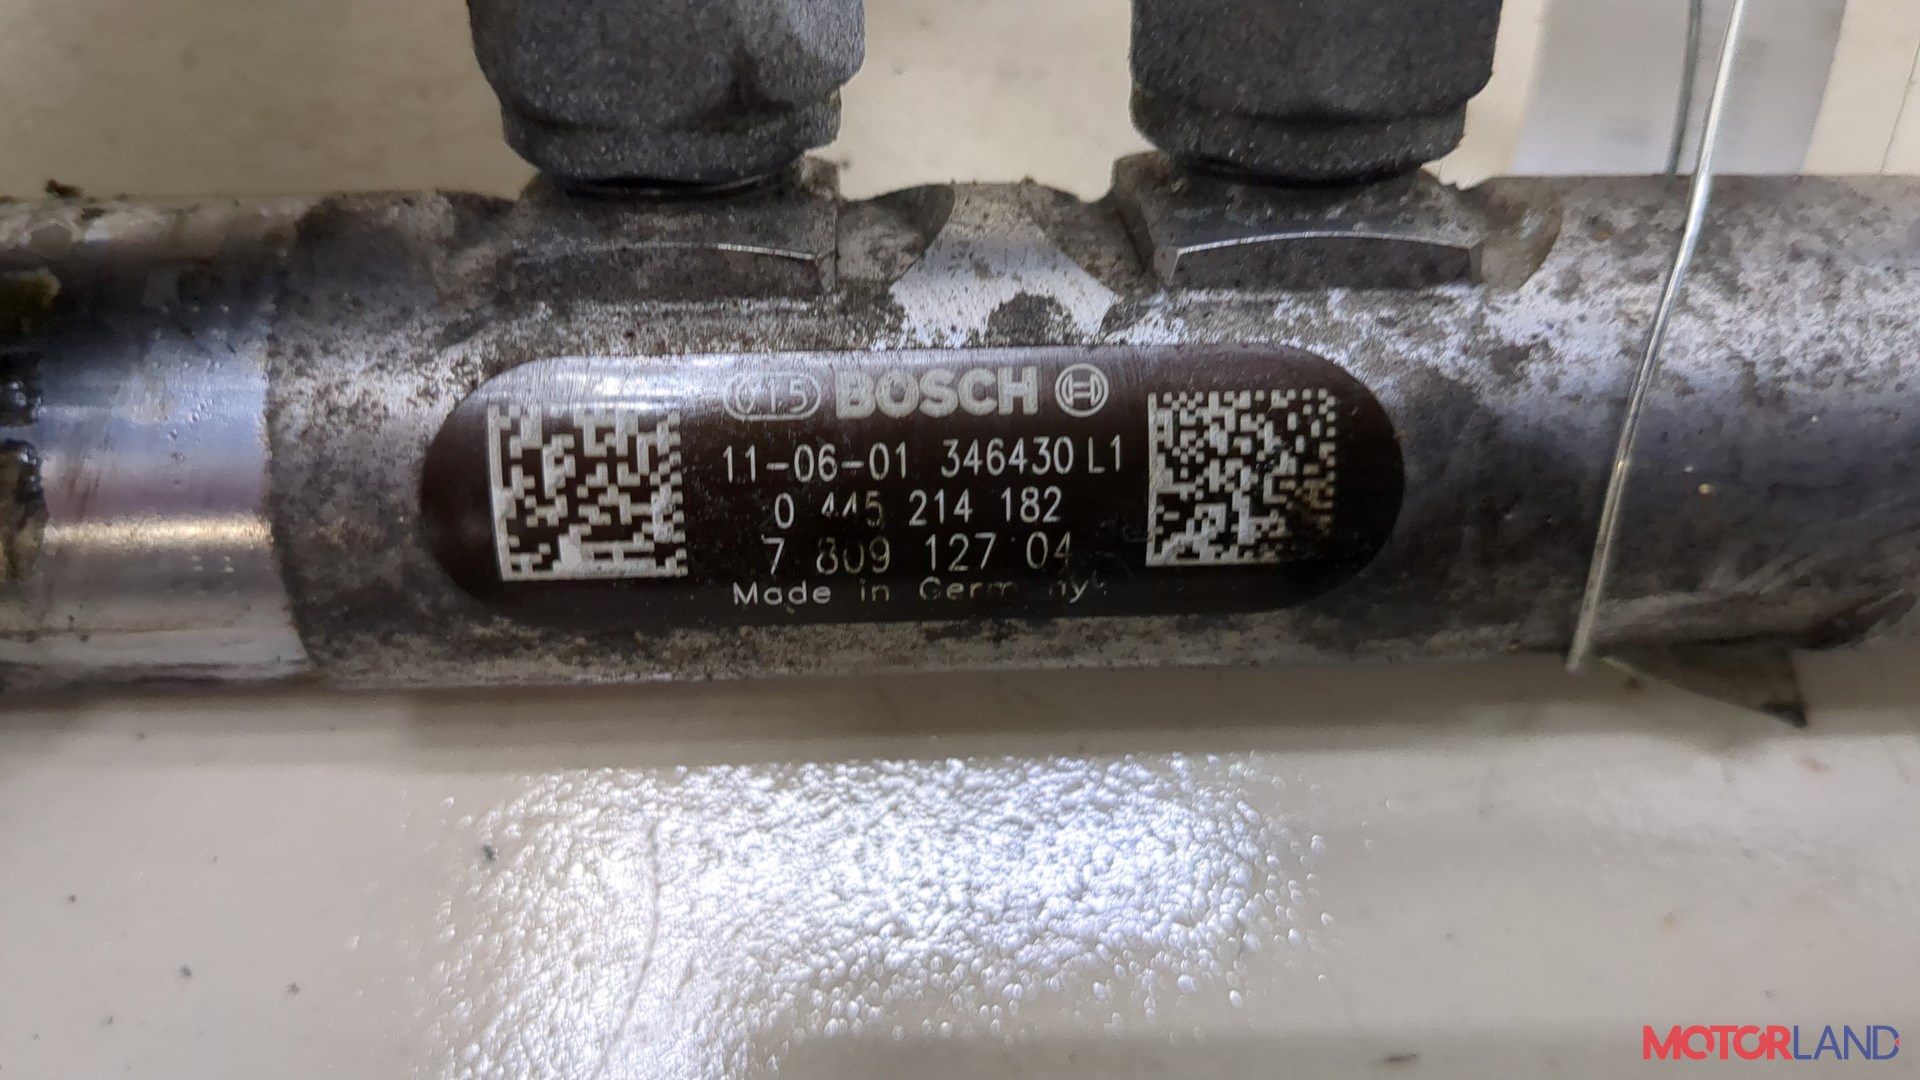 015 BOSCH
11-06-01 346430 L1
0 445 214 182
7 809 127 04
Made in Germany
MOTORLAND